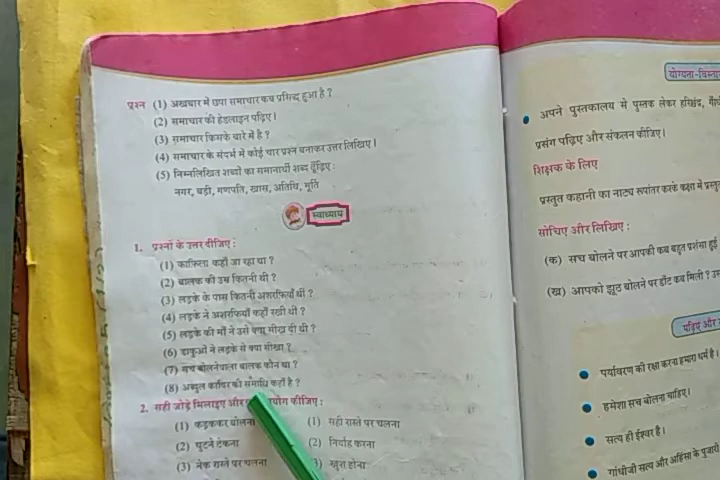 प्रश्न (1) अखबार में छपा समाचार कब प्रसिद्ध हुआ है ?
(2) समाचार की हेडलाइन पढ़िए।
(3) समाचार किसके बारे में है ?
(4) समाचार के संदर्भ में कोई चार प्रश्न बनाकर उत्तर लिखिए।
(5) निम्नलिखित शब्दों का समानार्थी शब्द ढूँढ़िए :
नगर, बड़ी, गणपति, खास, अतिथि, मूर्ति
स्वाध्याय
1. प्रश्नों के उत्तर दीजिए :
(1) काफ़िला कहाँ जा रहा था ?
(2) बालक की उम्र कितनी थी ?
(3) लड़के के पास कितनी अशरफियाँ थीं ?
(4) लड़के ने अशरफियाँ कहाँ रखी थीं ?
(5) लड़के की माँ ने उसे क्या सीख दी थी ?
(6) डाकुओं ने लड़के से क्या सीखा ?
(7) सच बोलनेवाला बालक कौन था ?
(8) अब्दुल कादिर की समाधि कहाँ है ?
2. सही जोड़े मिलाइए और कीजिए :
(1) कड़ककर बोलना (1) सही रास्ते पर चलना
(2) घुटने टेकना (2) निर्वाह करना
(3) नेक रास्ते पर चलना 3) खुश होना
योग्यता-विस्तार
अपने पुस्तकालय से पुस्तक लेकर हरिश्चंद्र,
प्रसंग पढ़िए और संकलन कीजिए।
शिक्षक के लिए
प्रस्तुत कहानी का नाट्य रूपांतर करके कक्षा में
सोचिए और लिखिए :
(क) सच बोलने पर आपकी कब बहुत प्रशंसा हुई
(ख) आपको झूठ बोलने पर डाँट कब मिली ?
पढ़िए और
पर्यावरण की रक्षा करना हमारा धर्म है।
हमेशा सच बोलना चाहिए।
सत्य ही ईश्वर है।
गांधीजी सत्य और अहिंसा के पुजारी